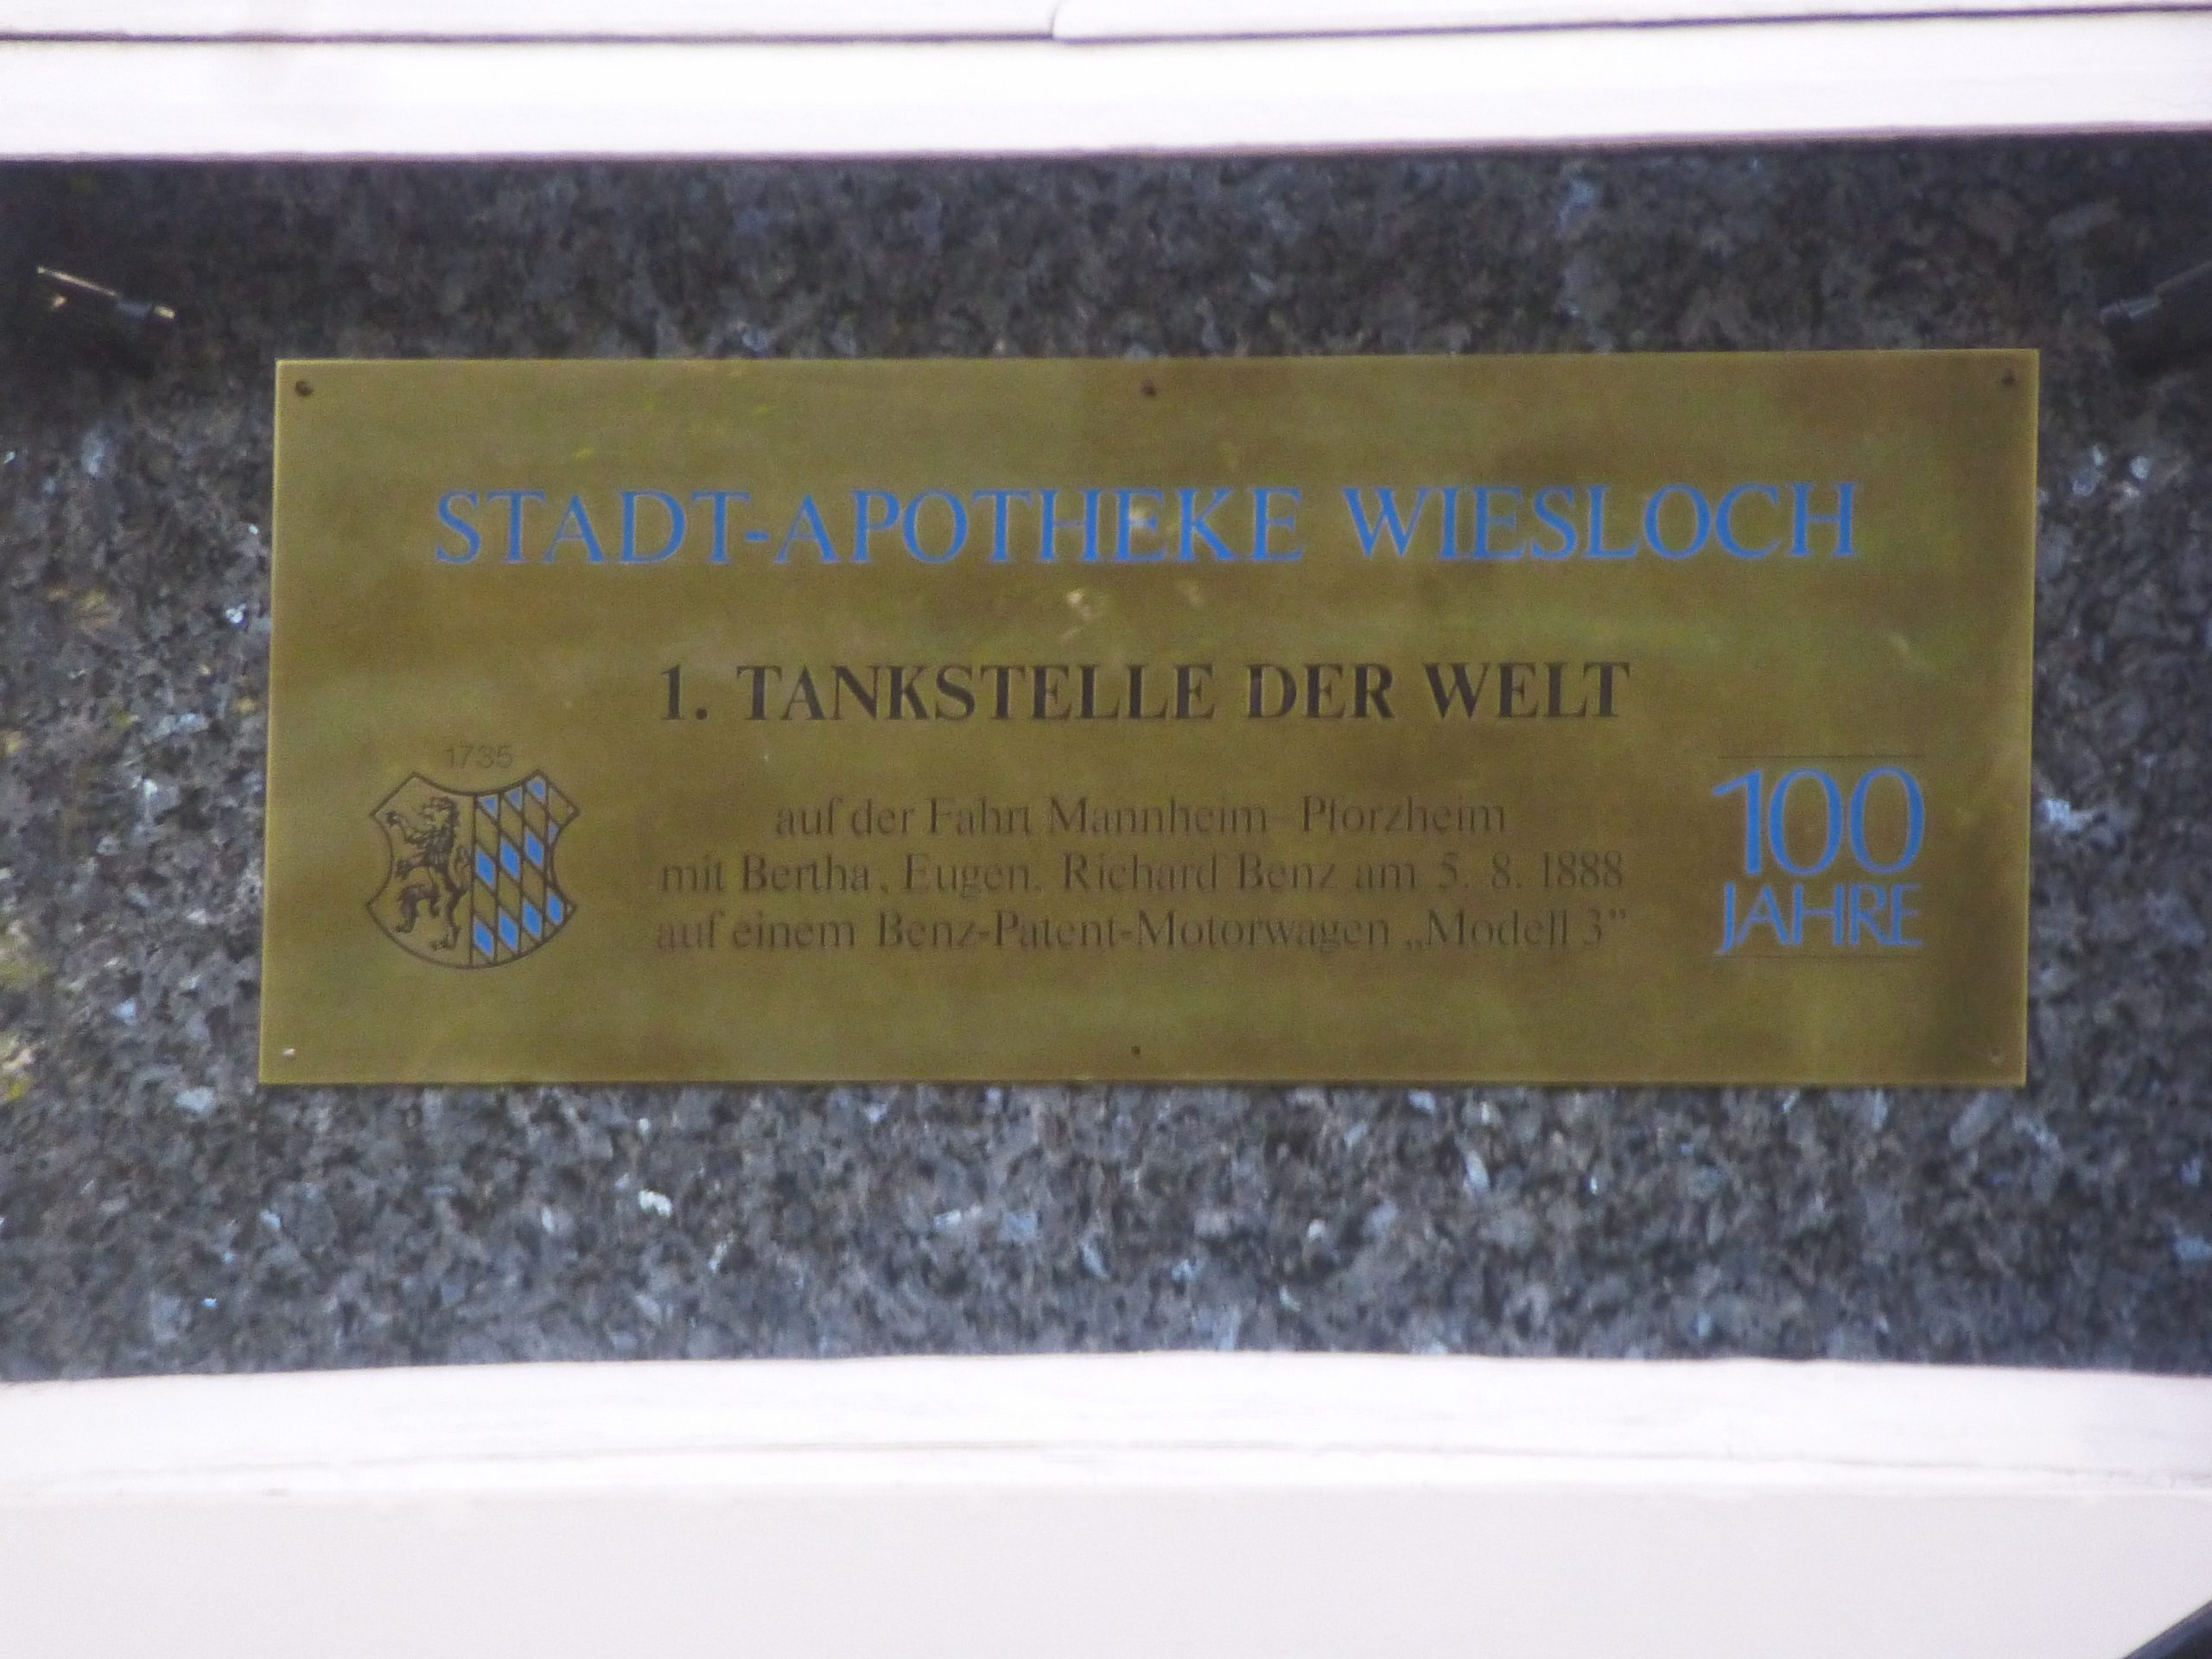 STADT-APOTHEKE WIESLOCH
1. TANKSTELLE DER WELT
1735
auf der Fahrt Mannheim-Pforzheim
mit Bertha, Eugen, Richard Benz am 5. 8. 1888
auf einem Benz-Patent-Motorwagen „Modell 3”
100
JAHRE